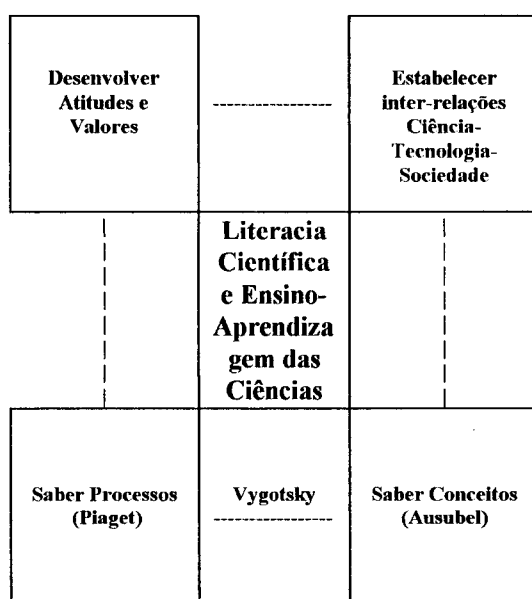 Desenvolver
Atitudes e
Valores
Estabelecer
inter-relações
Ciência-
Tecnologia-
Sociedade
Literacia
Científica
e Ensino-
Aprendiza
gem das
Ciências
Saber Processos
(Piaget)
Vygotsky
Saber Conceitos
(Ausubel)